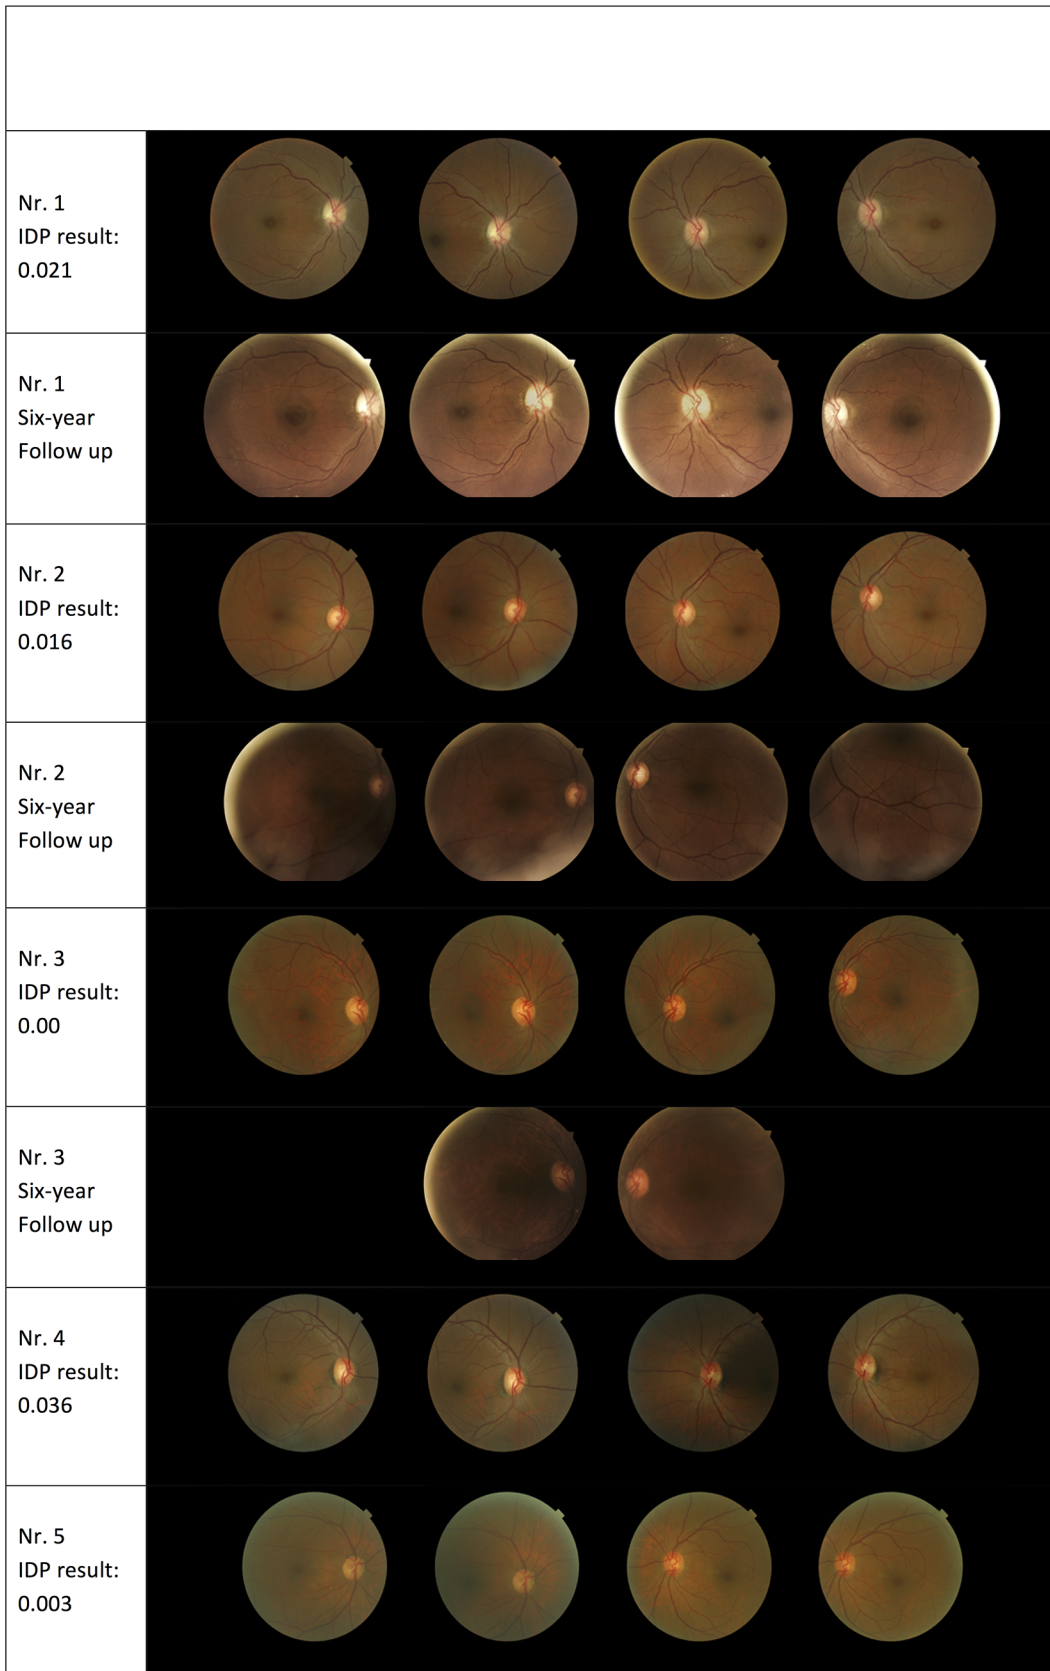 Nr. 1
IDP result:
0.021
Nr. 1
Six-year
Follow up
Nr. 2
IDP result:
0.016
Nr. 2
Six-year
Follow up
Nr. 3
IDP result:
0.00
Nr. 3
Six-year
Follow up
Nr. 4
IDP result:
0.036
Nr. 5
IDP result:
0.003